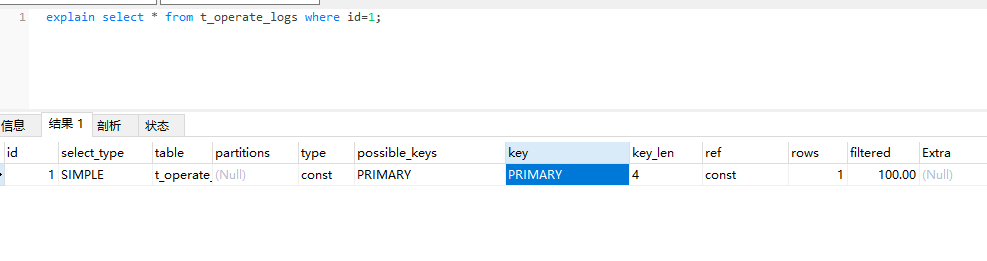 1 explain select * from t_operate_logs where id=1;
信息 结果 1 剖析 状态
id select_type table partitions type possible_keys key key_len ref rows filtered Extra
1 SIMPLE t_operate_ (Null) const PRIMARY PRIMARY 4 const 1 100.00 (Null)